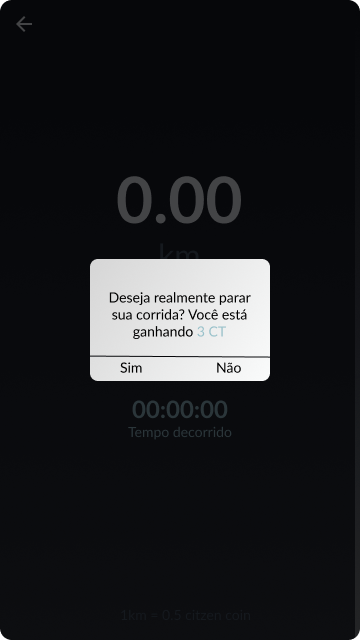 0.00
km
Deseja realmente parar
sua corrida? Você está
ganhando 3 CT
Sim Não
00:00:00
Tempo decorrido
1km = 0.5 citzen coin